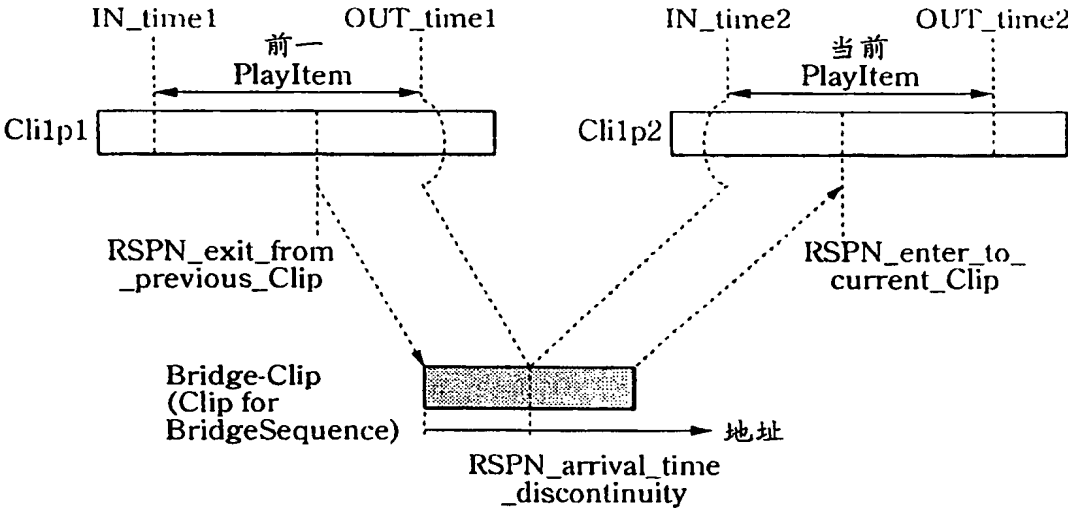 IN_time1
OUT_time1
IN_time2
OUT_time2
前一
PlayItem
当前
PlayItem
Cli1p1
Cli1p2
RSPN_exit_from
_previous_Clip
RSPN_enter_to_
current_Clip
Bridge-Clip
(Clip for
BridgeSequence)
地址
RSPN_arrival_time
_discontinuity